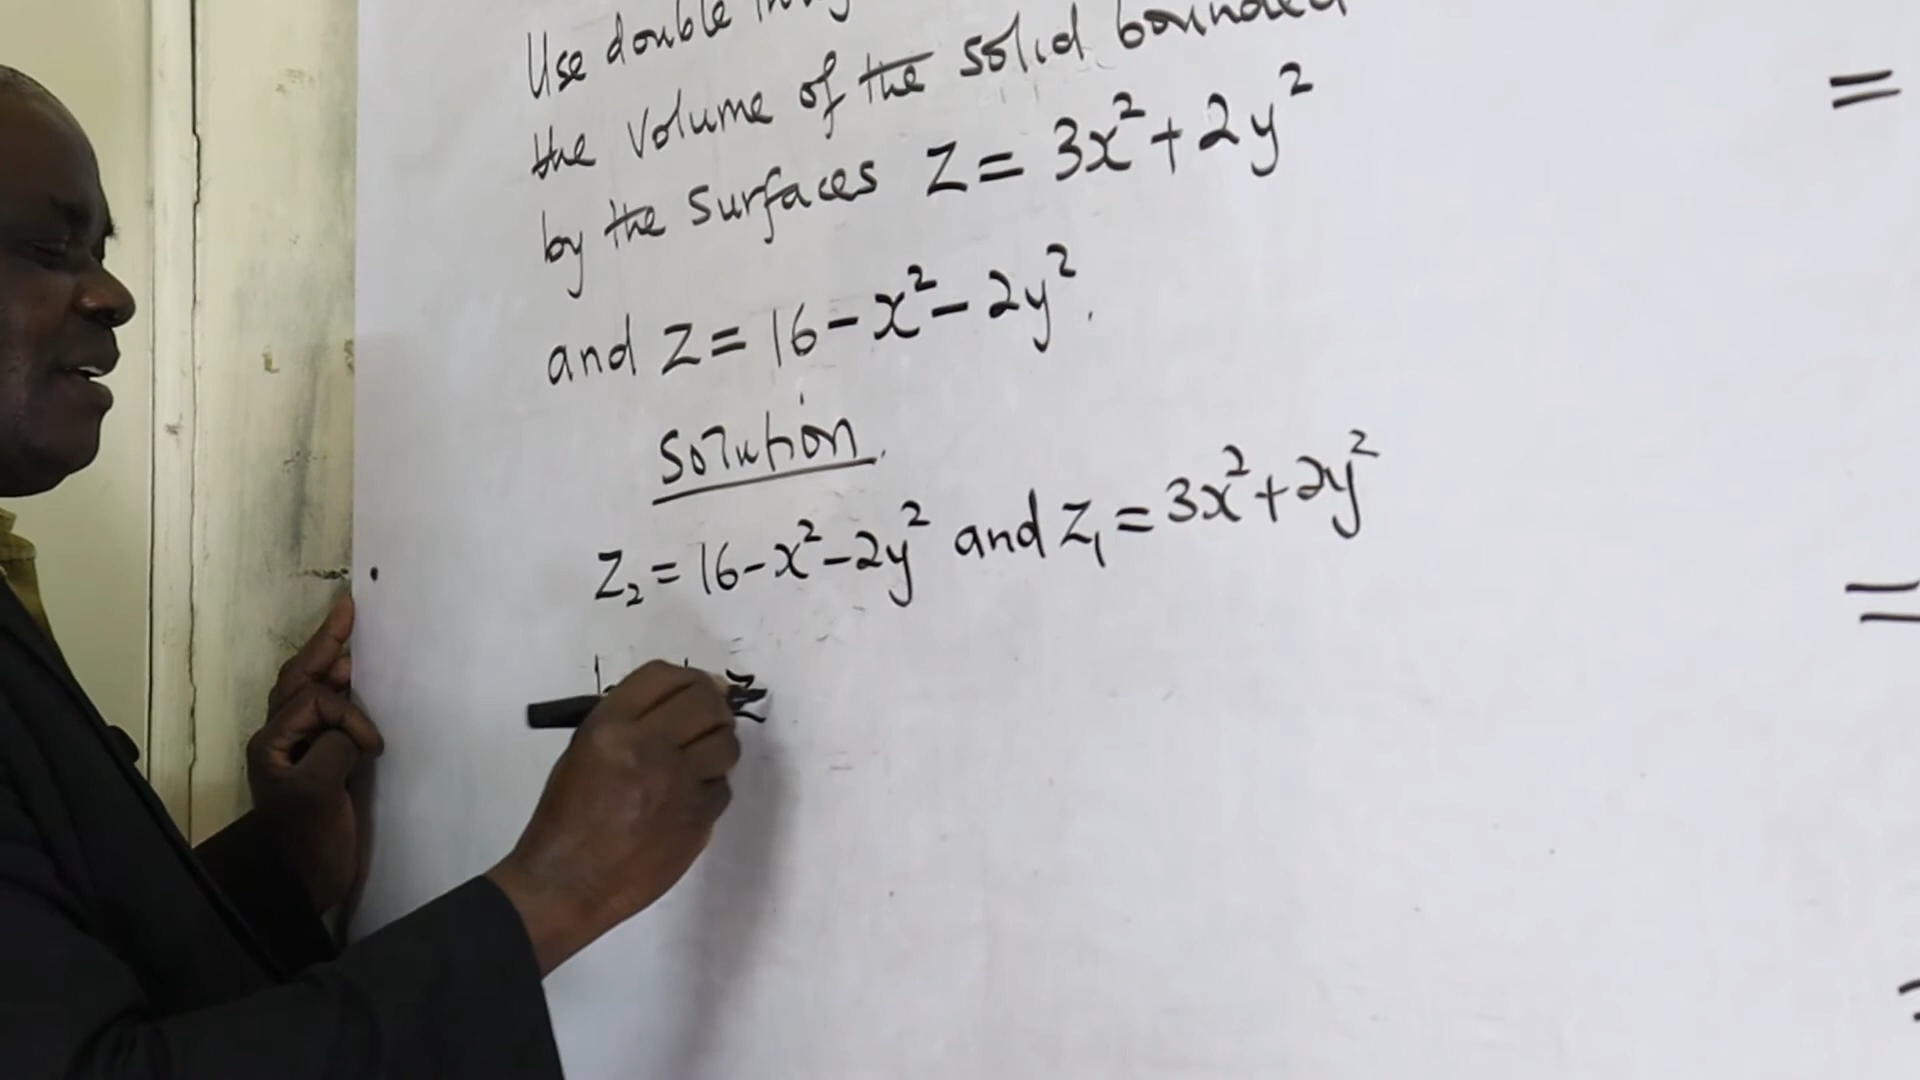 Use double
the volume of the solid bounded
by the surfaces z = 3x² + 2y²
and z = 16 - x² - 2y².
Solution.
z₂ = 16 - x² - 2y² and z₁ = 3x² + 2y²
z
=
=